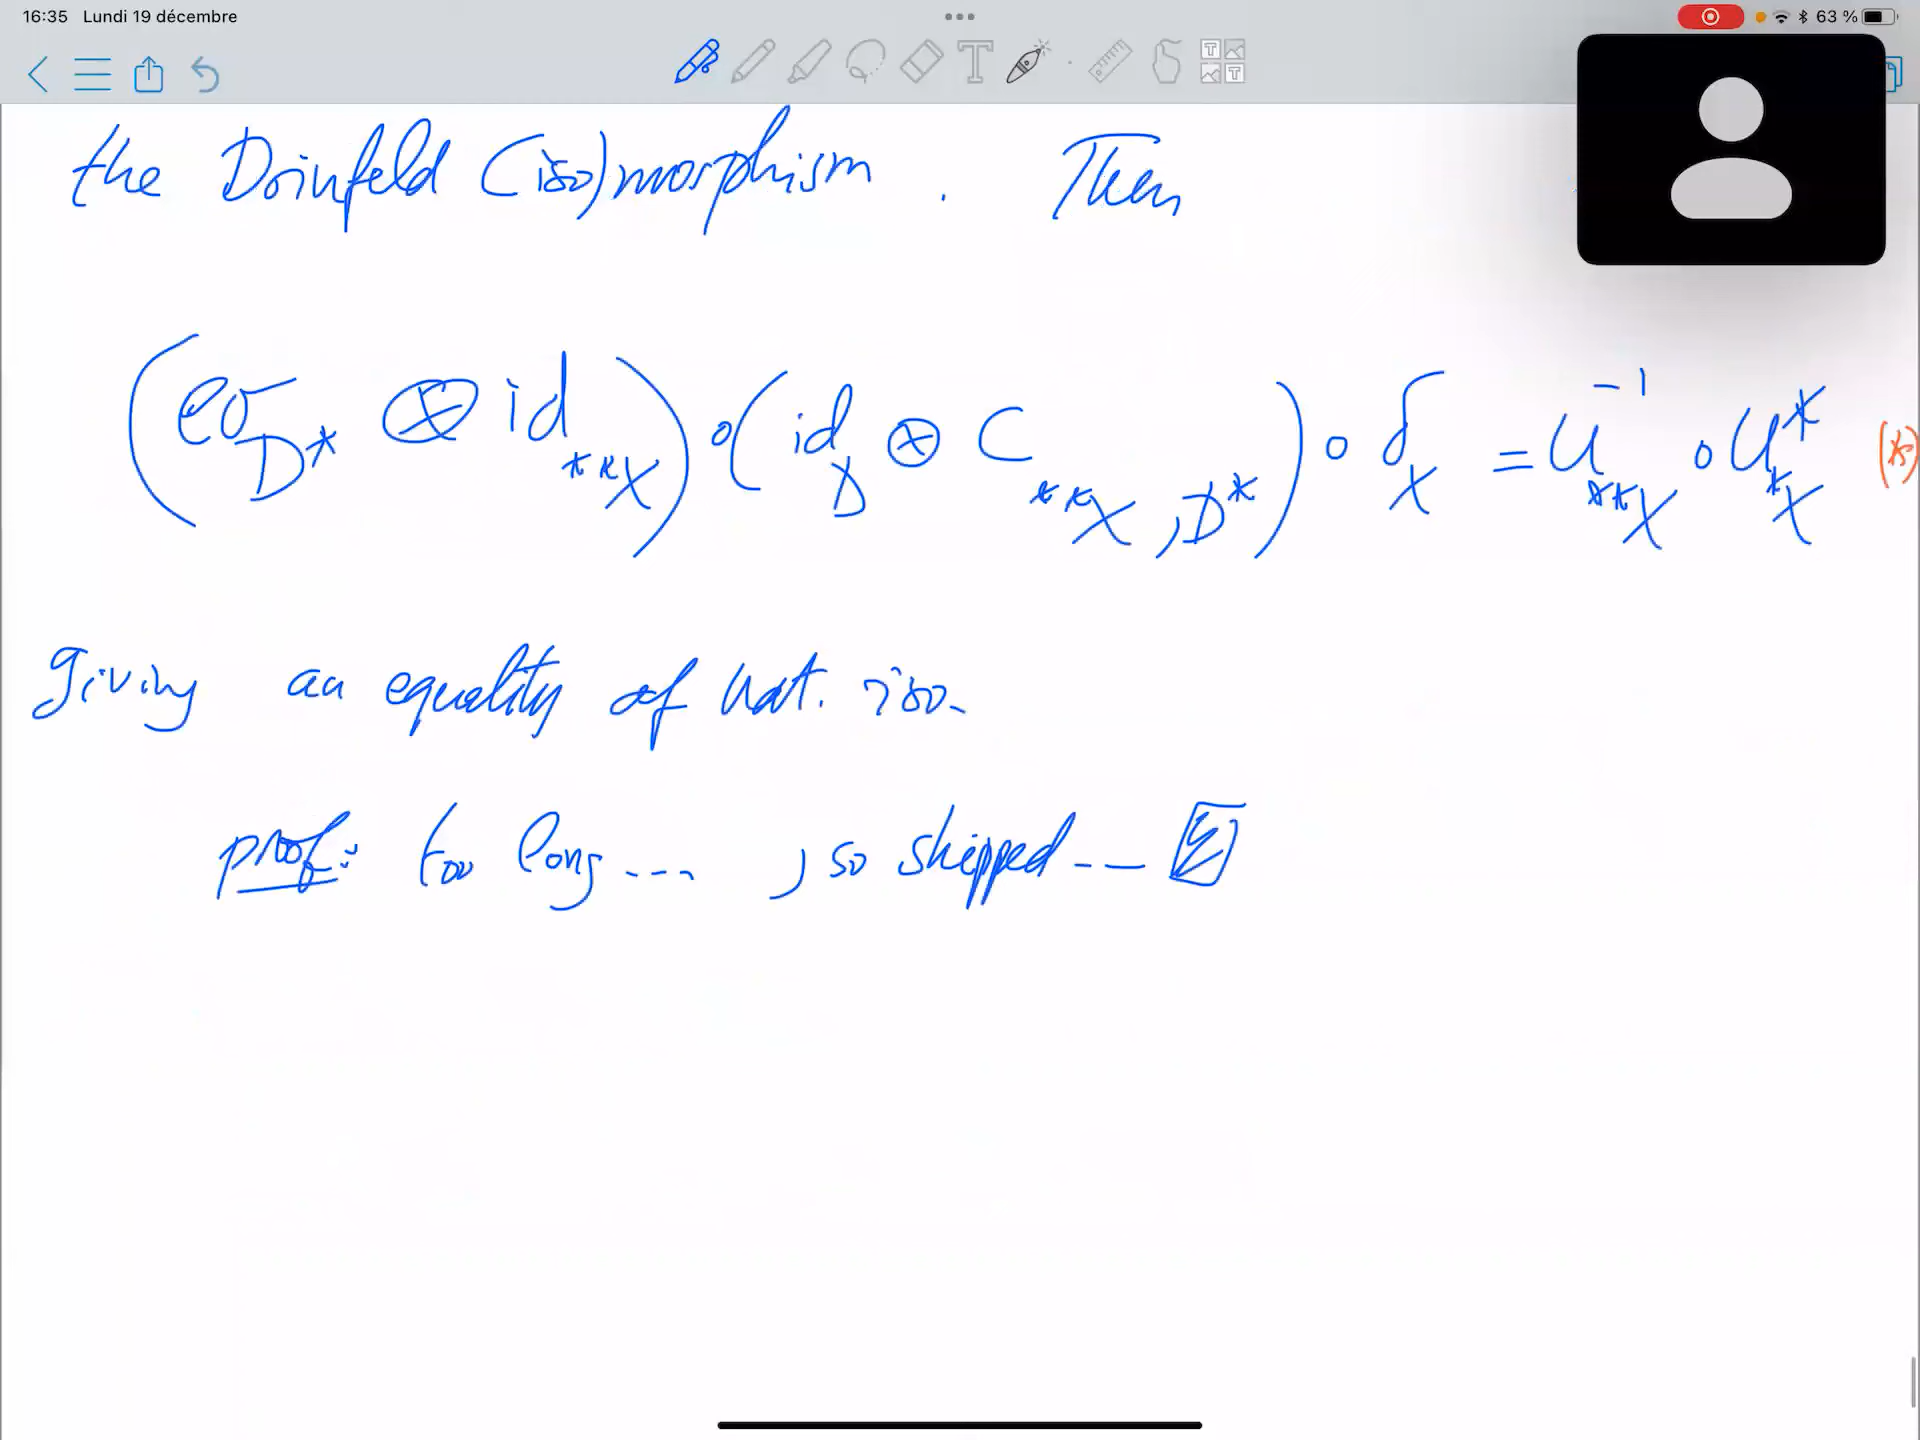 16:35 Lundi 19 décembre 63 %
the Drinfeld (iso)morphism. Then
(ev_{D*} ⊗ id_{**X}) ∘ (id_D ⊗ C_{**X, D*}) ∘ δ_X = U^{-1}_{**X} ∘ U^*_{*X} (*)
giving an equality of nat. iso.
proof: too long..., so skipped --